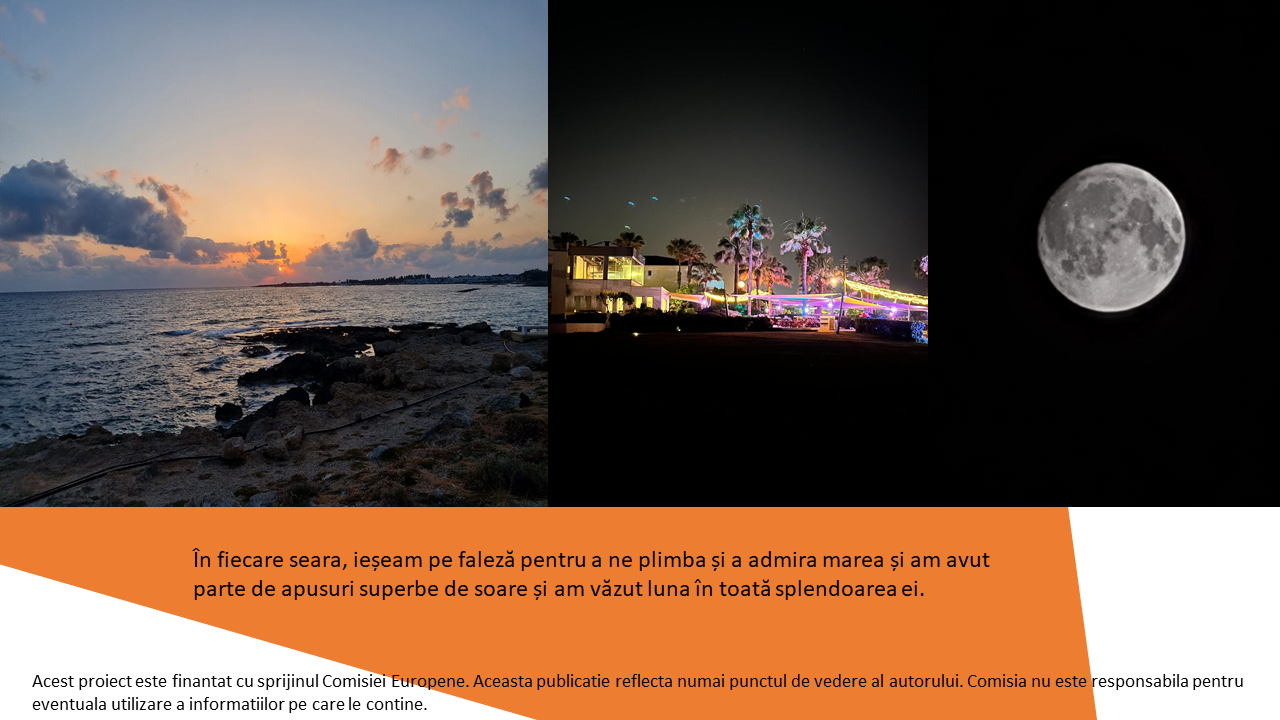 În fiecare seara, ieșeam pe faleză pentru a ne plimba și a admira marea și am avut
parte de apusuri superbe de soare și am văzut luna în toată splendoarea ei.
Acest proiect este finantat cu sprijinul Comisiei Europene. Aceasta publicatie reflecta numai punctul de vedere al autorului. Comisia nu este responsabila pentru
eventuala utilizare a informatiilor pe care le contine.